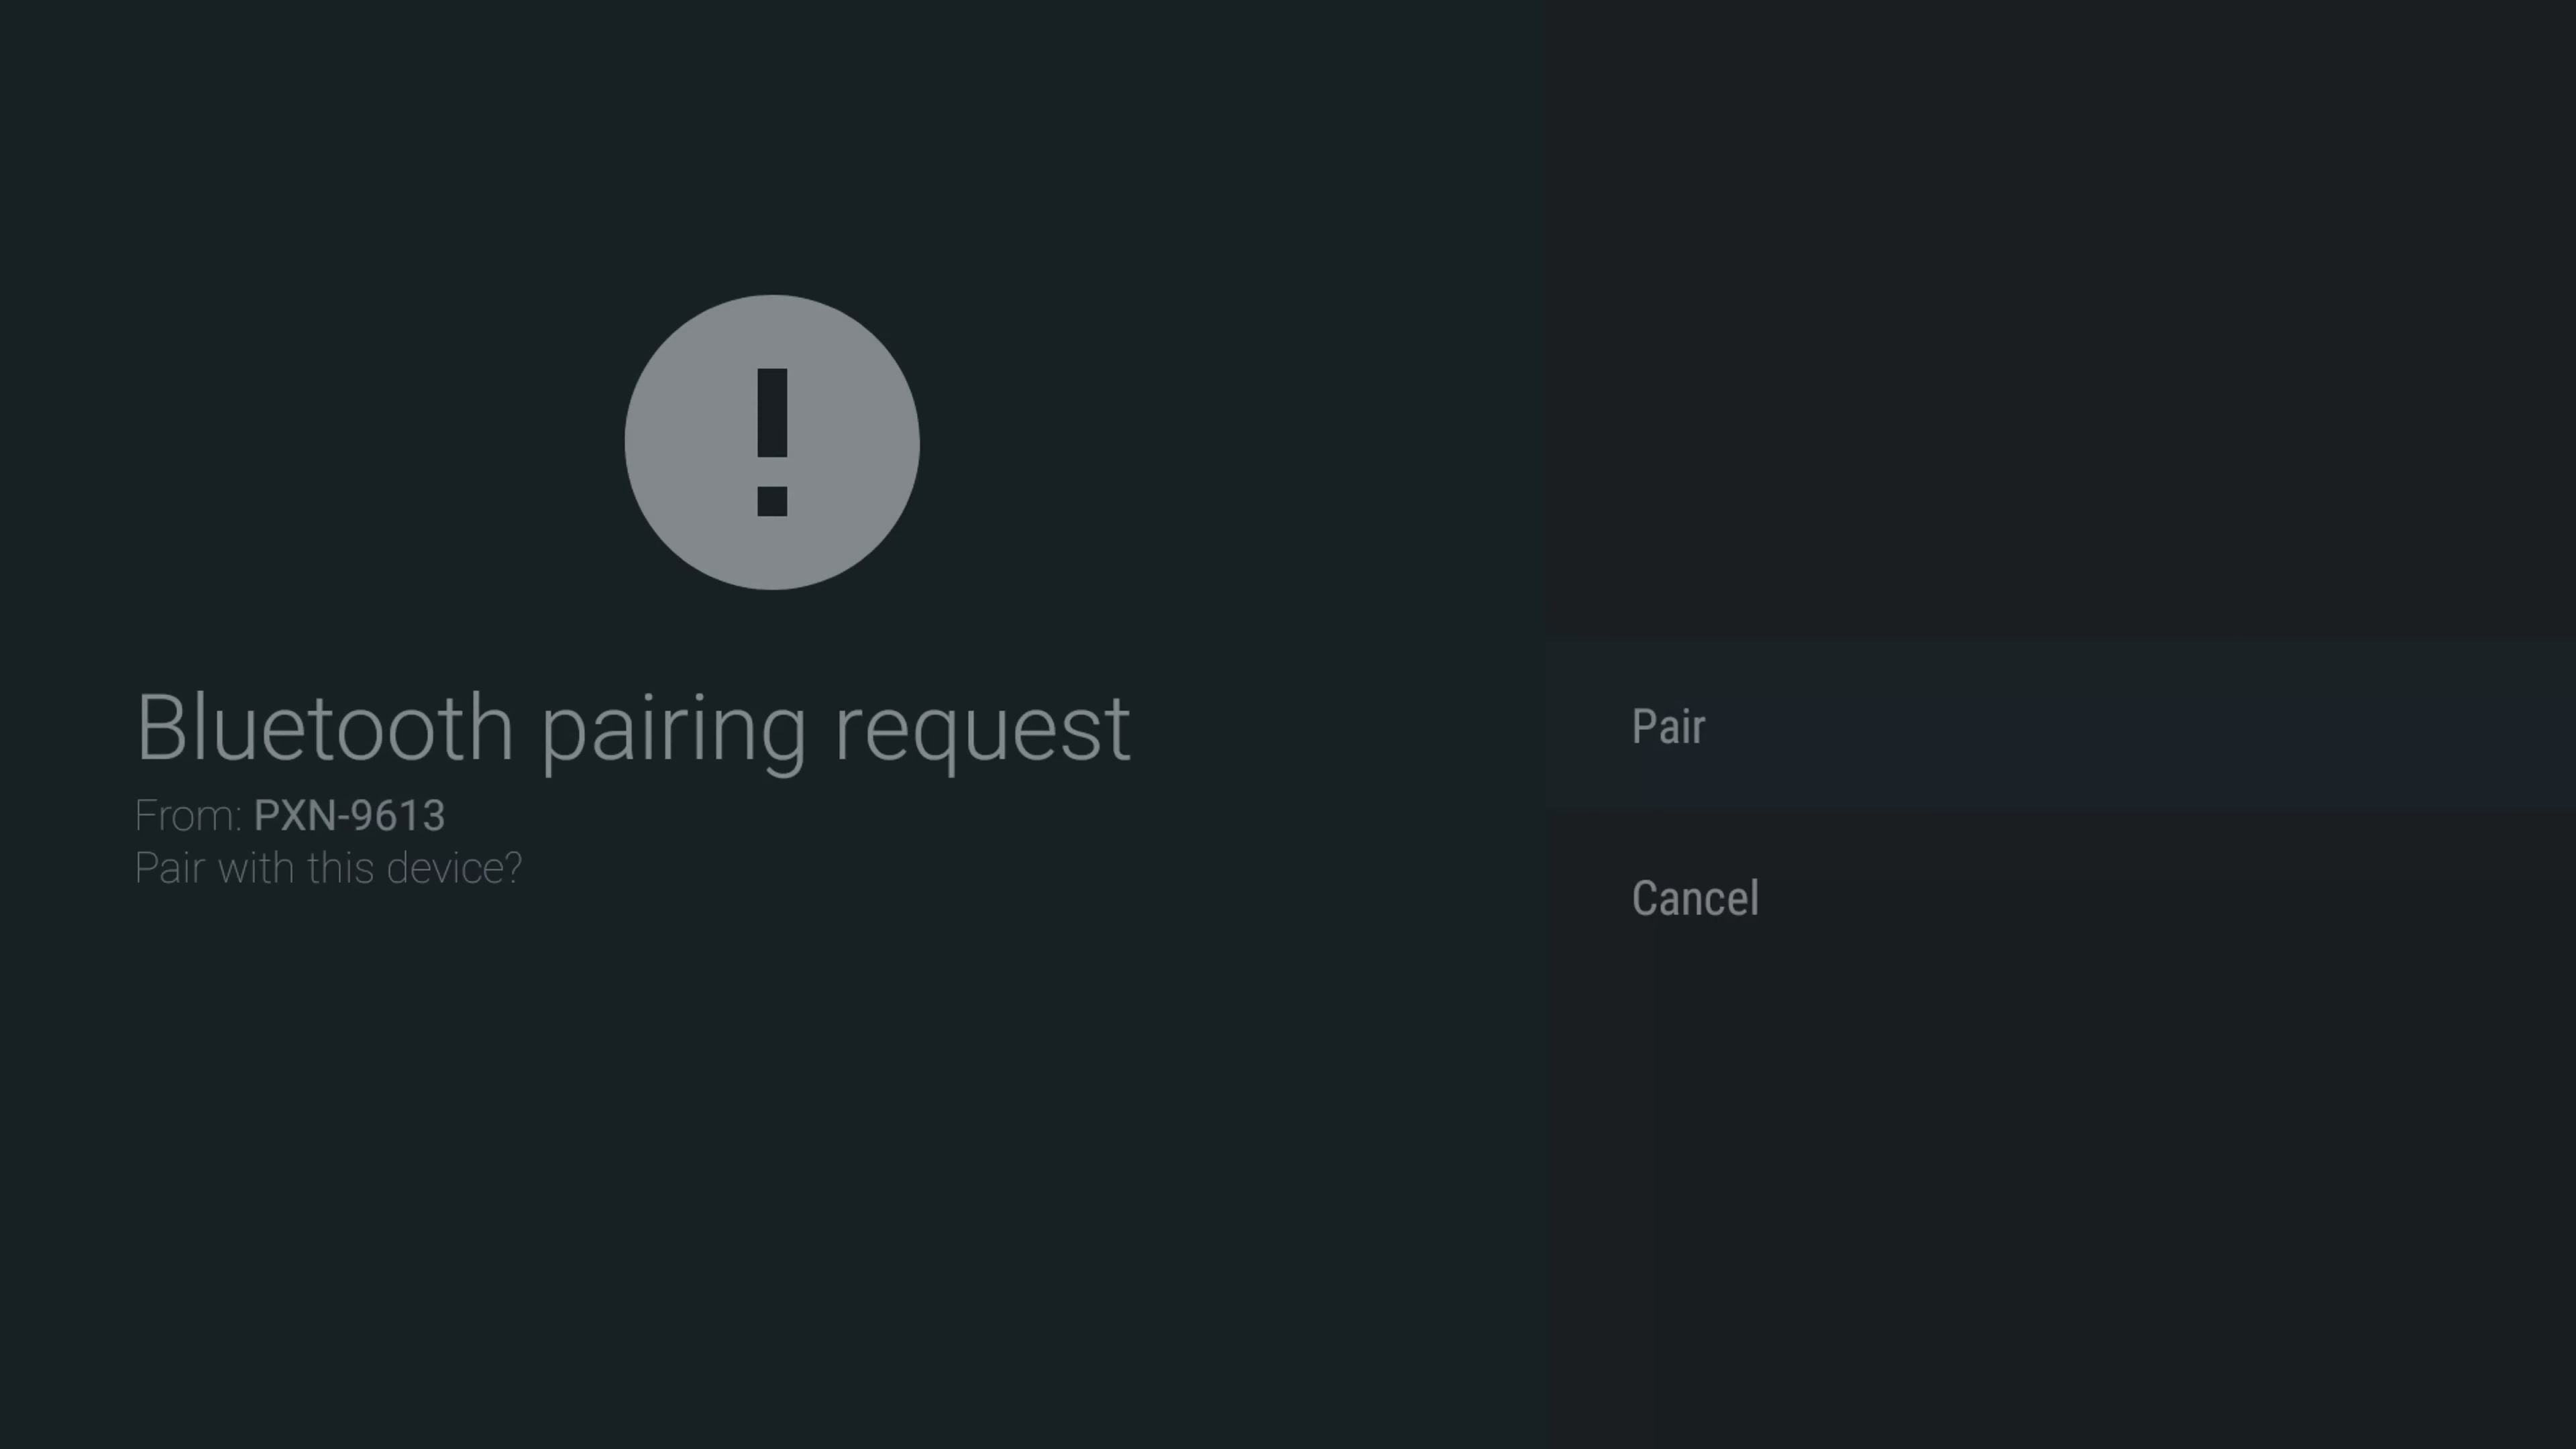 Bluetooth pairing request
From: PXN-9613
Pair with this device?
Pair
Cancel